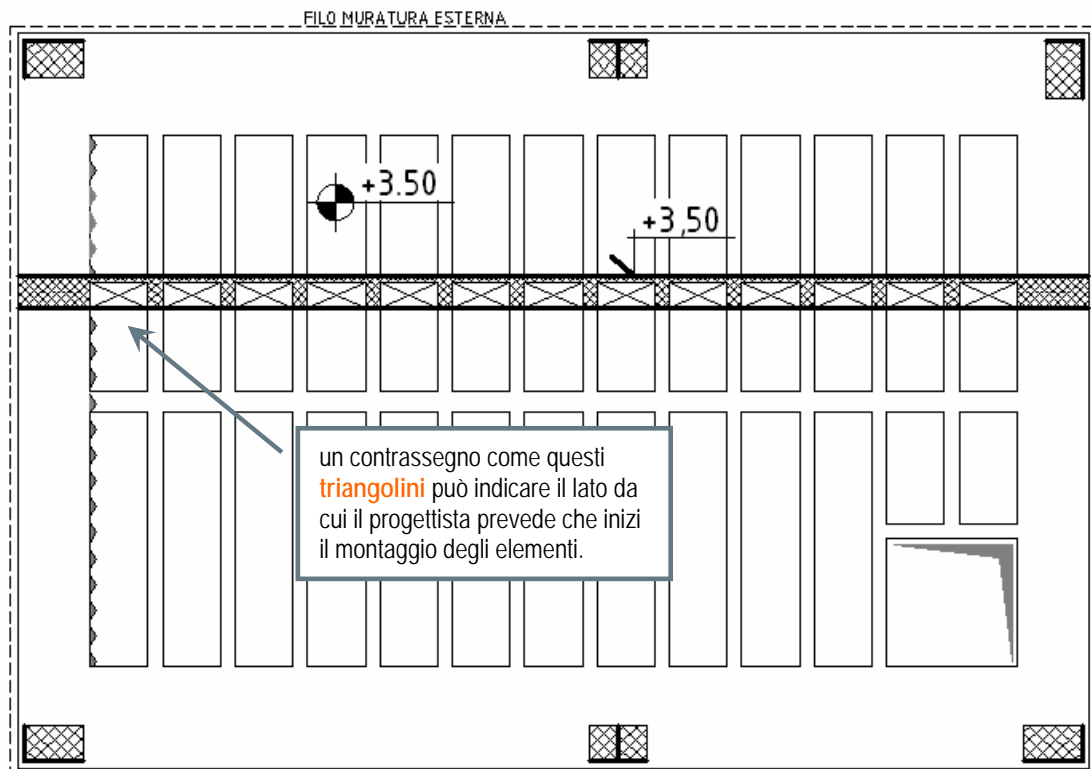 FILO MURATURA ESTERNA
+3.50
+3,50
un contrassegno come questi
triangolini può indicare il lato da
cui il progettista prevede che inizi
il montaggio degli elementi.